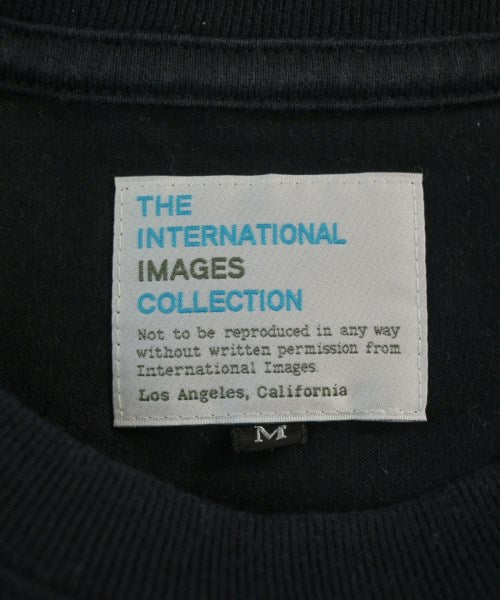 THE
INTERNATIONAL
IMAGES
COLLECTION
Not to be reproduced in any way
without written permission from
International Images.
Los Angeles, California
M